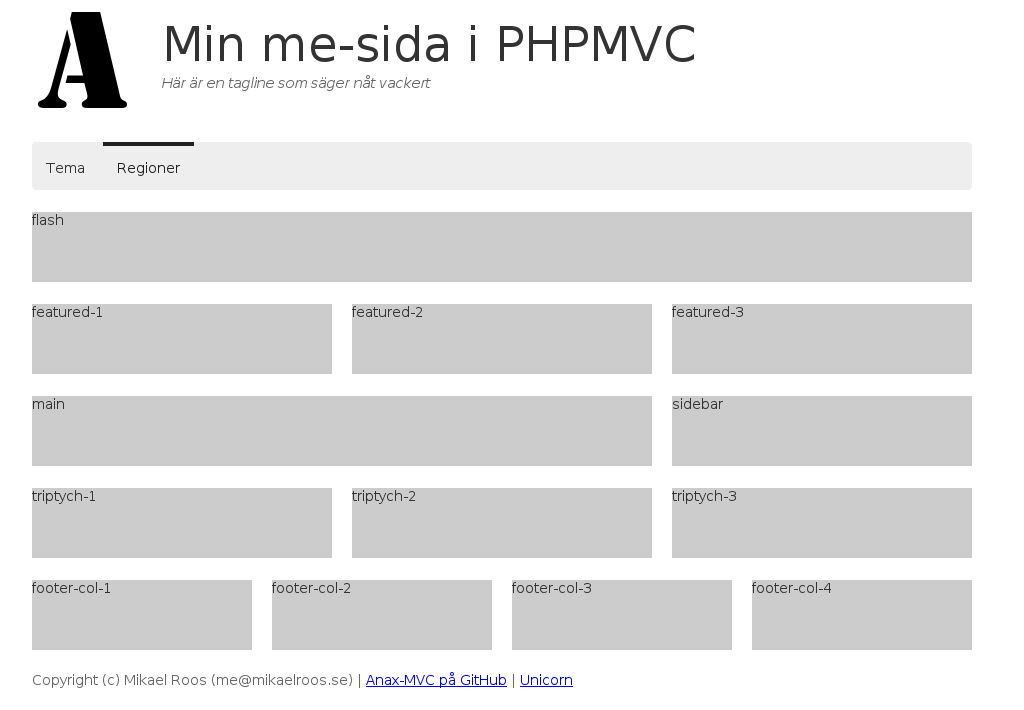 A
Min me-sida i PHPMVC
Här är en tagline som säger nåt vackert
Tema Regioner
flash
featured-1 featured-2 featured-3
main sidebar
triptych-1 triptych-2 triptych-3
footer-col-1 footer-col-2 footer-col-3 footer-col-4
Copyright (c) Mikael Roos (me@mikaelroos.se) | Anax-MVC på GitHub | Unicorn